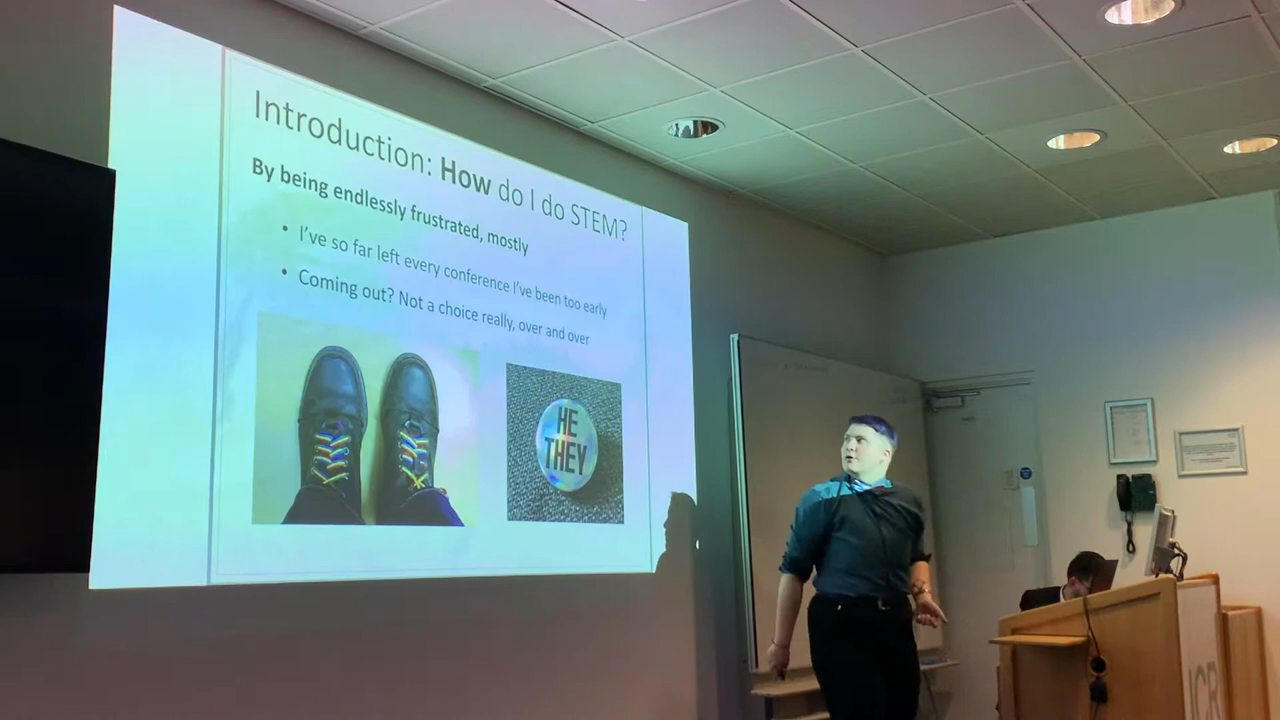 Introduction: How do I do STEM?
By being endlessly frustrated, mostly
• I've so far left every conference I've been too early
• Coming out? Not a choice really, over and over
HE
THEY